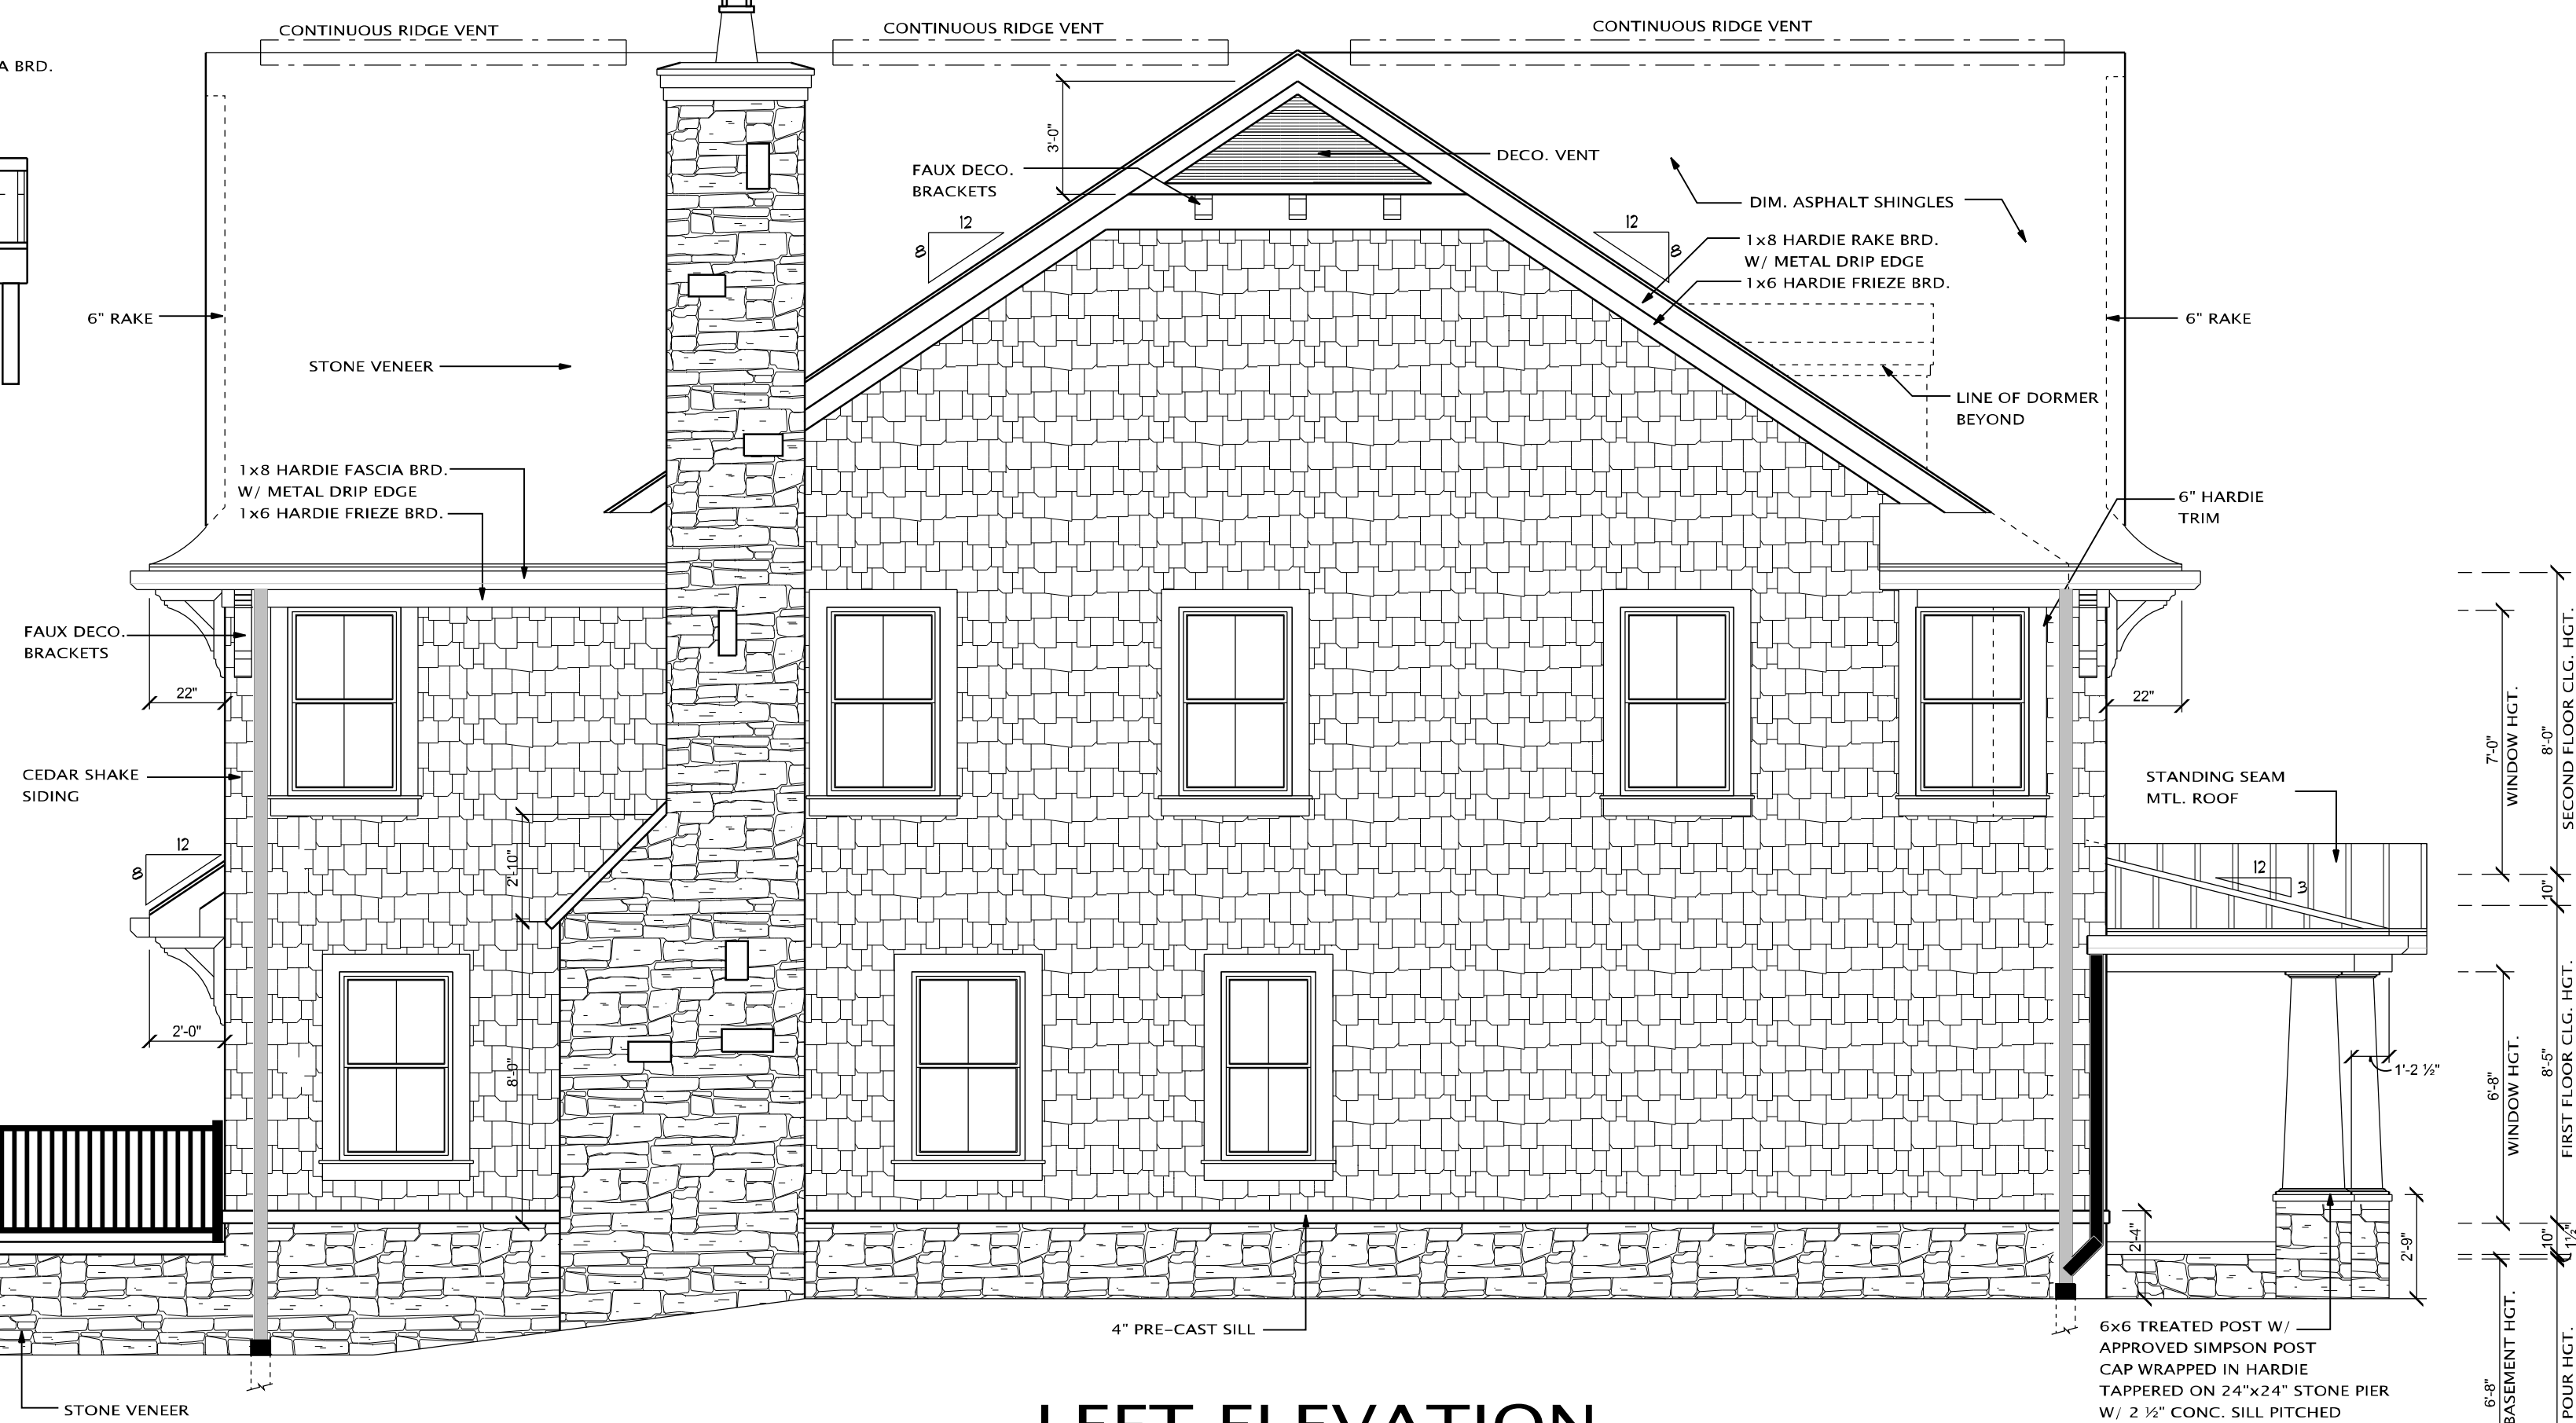 CONTINUOUS RIDGE VENT
CONTINUOUS RIDGE VENT
CONTINUOUS RIDGE VENT
A BRD.
3'-0"
FAUX DECO.
BRACKETS
DECO. VENT
DIM. ASPHALT SHINGLES
12
8
12
8
1x8 HARDIE RAKE BRD.
W/ METAL DRIP EDGE
1x6 HARDIE FRIEZE BRD.
6" RAKE
6" RAKE
STONE VENEER
LINE OF DORMER
BEYOND
1x8 HARDIE FASCIA BRD.
W/ METAL DRIP EDGE
1x6 HARDIE FRIEZE BRD.
6" HARDIE
TRIM
FAUX DECO.
BRACKETS
22"
22"
CEDAR SHAKE
SIDING
STANDING SEAM
MTL. ROOF
7'-0"
WINDOW HGT.
8'-0"
SECOND FLOOR CLG. HGT.
12
8
2'-10"
12
3
10"
2'-0"
8'-0"
1'-2 ½"
6'-8"
WINDOW HGT.
8'-5"
FIRST FLOOR CLG. HGT.
2'-4"
2'-9"
10"
1½"
4" PRE-CAST SILL
6x6 TREATED POST W/
APPROVED SIMPSON POST
CAP WRAPPED IN HARDIE
TAPPERED ON 24"x24" STONE PIER
W/ 2 ½" CONC. SILL PITCHED
6'-8"
BASEMENT HGT.
POUR HGT.
STONE VENEER
LEFT ELEVATION